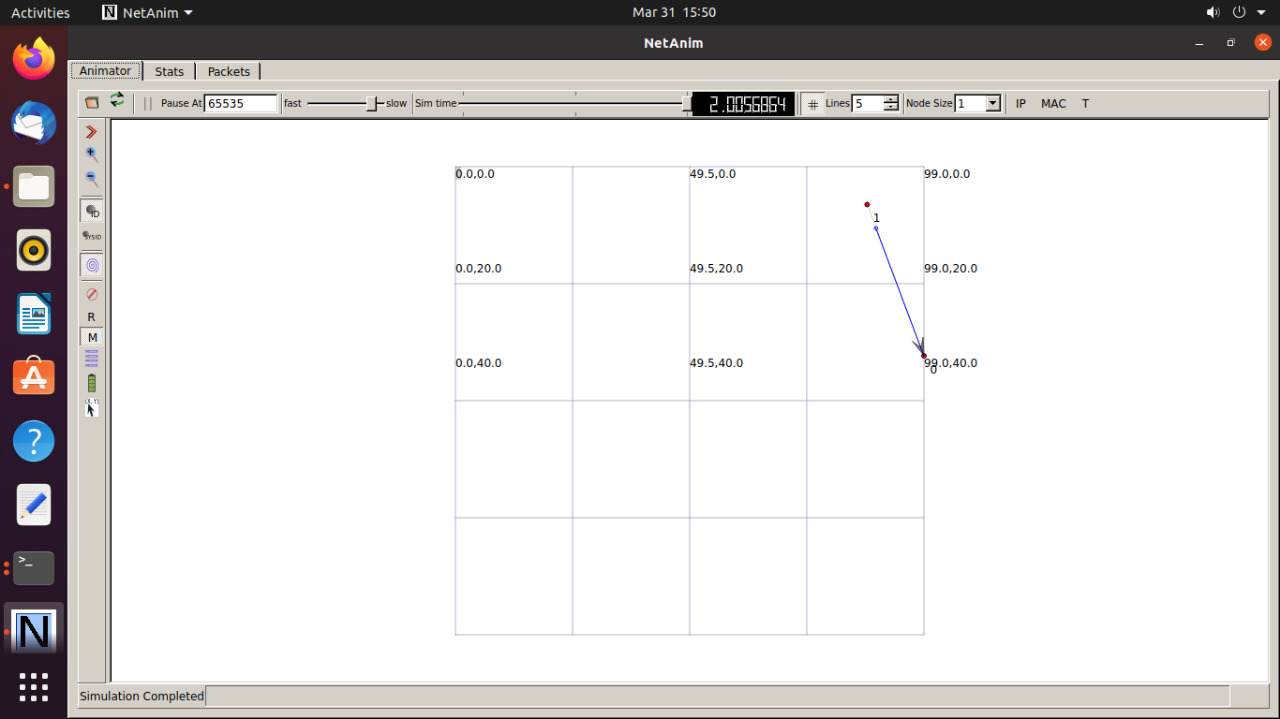 Activities NetAnim Mar 31 15:50
NetAnim
Animator Stats Packets
Pause At 65535 fast slow Sim time 2.0056864 # Lines 5 Node Size 1 IP MAC T
0.0,0.0 49.5,0.0 99.0,0.0
ID
1
SYSID
0.0,20.0 49.5,20.0 99.0,20.0
R
M
0.0,40.0 49.5,40.0 99.0,40.0
0
(X, Y)
?
>_
N
Simulation Completed